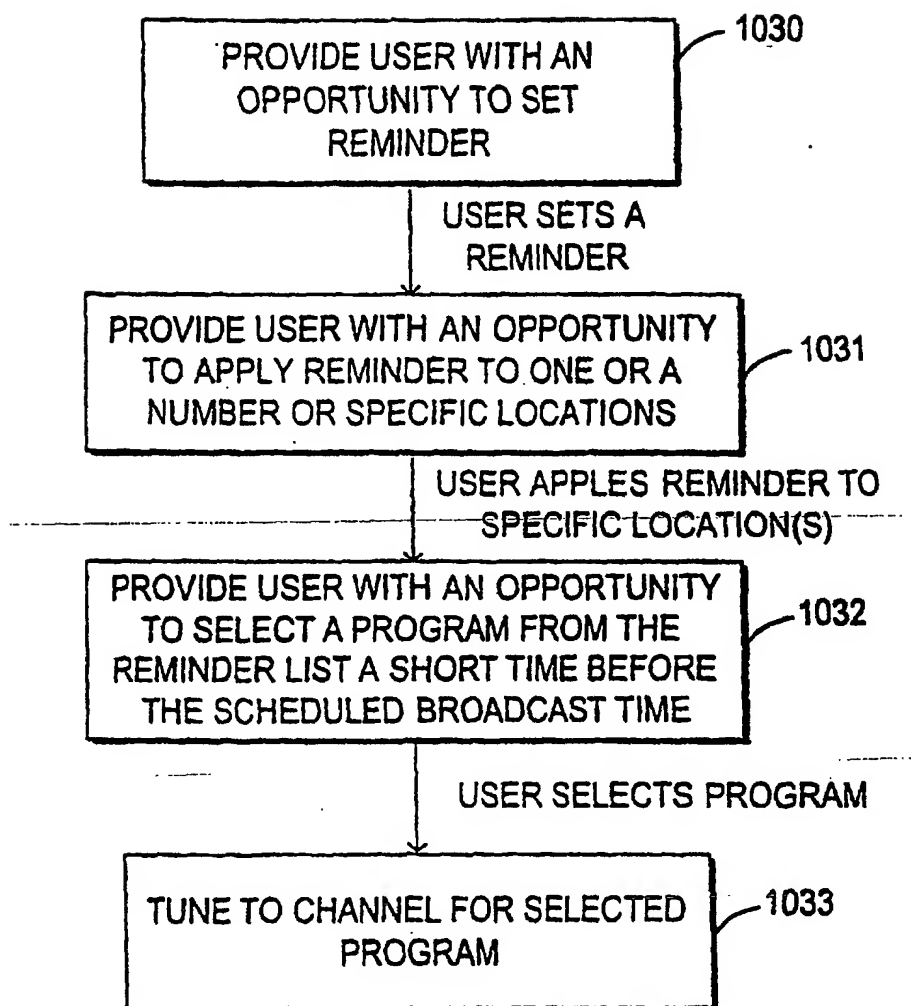 PROVIDE USER WITH AN
OPPORTUNITY TO SET
REMINDER
1030
USER SETS A
REMINDER
PROVIDE USER WITH AN OPPORTUNITY
TO APPLY REMINDER TO ONE OR A
NUMBER OR SPECIFIC LOCATIONS
1031
USER APPLES REMINDER TO
SPECIFIC LOCATION(S)
PROVIDE USER WITH AN OPPORTUNITY
TO SELECT A PROGRAM FROM THE
REMINDER LIST A SHORT TIME BEFORE
THE SCHEDULED BROADCAST TIME
1032
USER SELECTS PROGRAM
TUNE TO CHANNEL FOR SELECTED
PROGRAM
1033